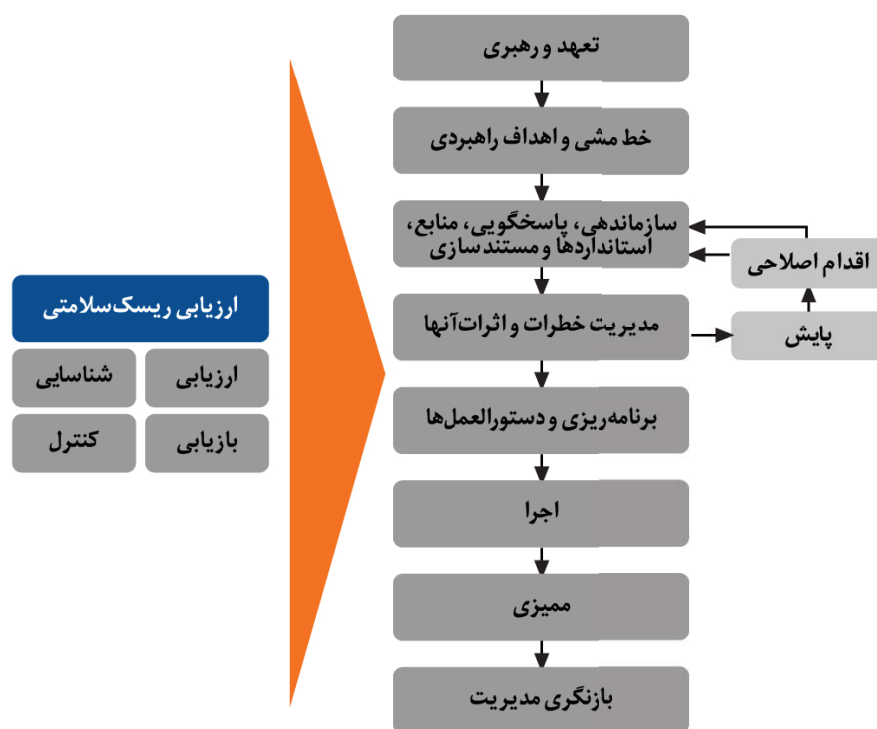 تعهد و رهبری
خط مشی و اهداف راهبردی
سازماندهی، پاسخگویی، منابع،
استانداردها و مستندسازی
اقدام اصلاحی
مدیریت خطرات و اثرات آنها
پایش
برنامه‌ریزی و دستورالعمل‌ها
اجرا
ممیزی
بازنگری مدیریت
ارزیابی ریسک سلامتی
ارزیابی
شناسایی
بازیابی
کنترل